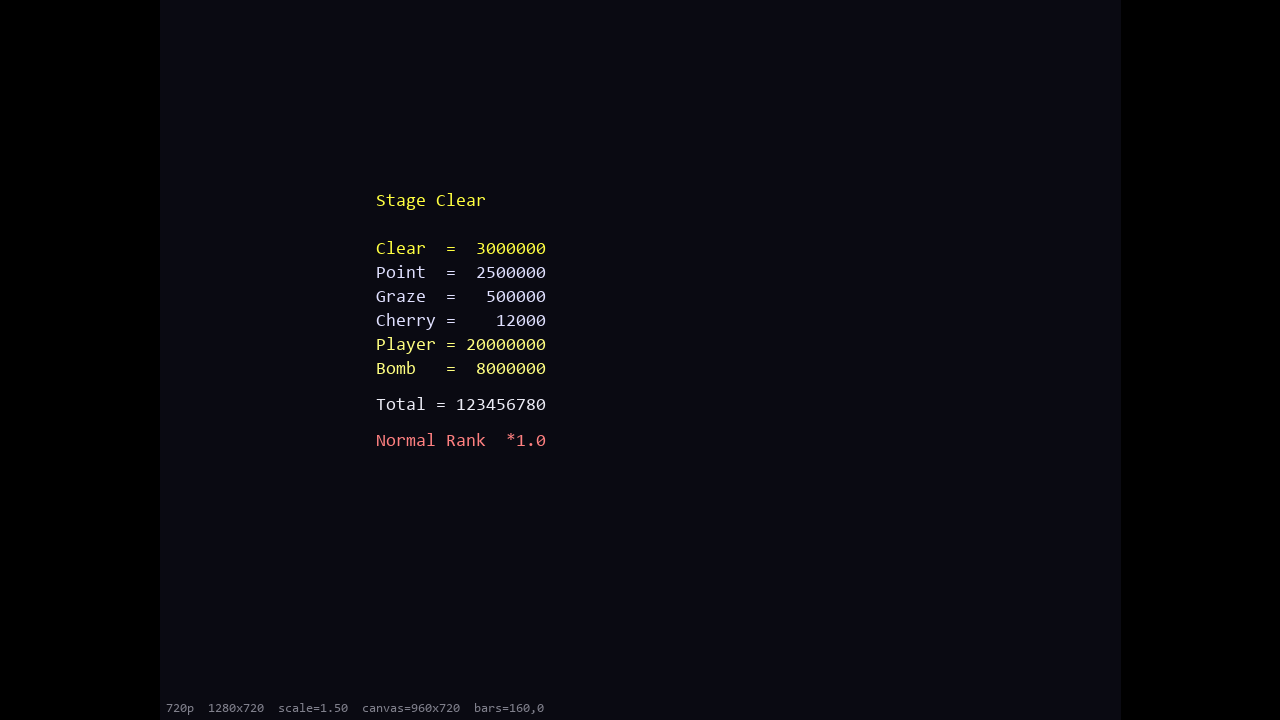 Stage Clear
Clear  =  3000000
Point  =  2500000
Graze  =   500000
Cherry =    12000
Player = 20000000
Bomb   =  8000000
Total = 123456780
Normal Rank  *1.0
720p  1280x720  scale=1.50  canvas=960x720  bars=160,0